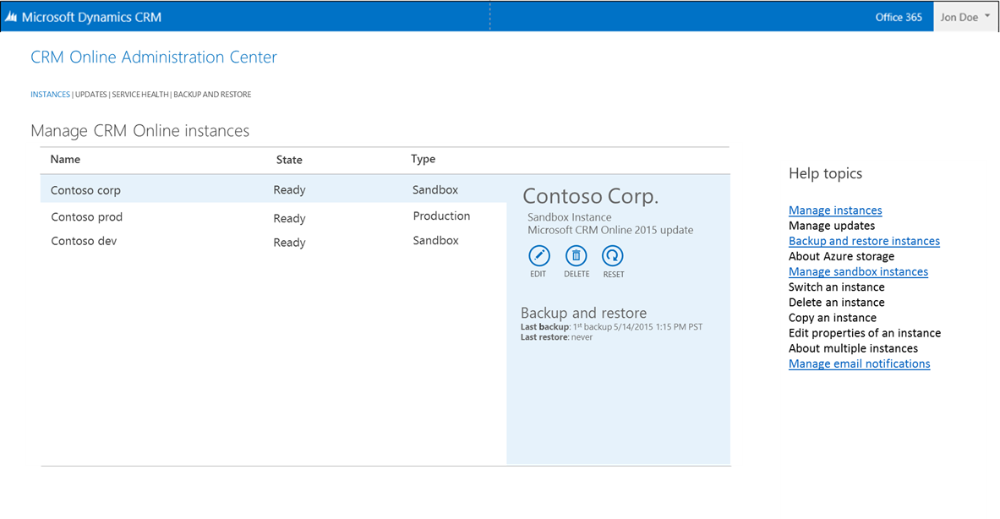 Microsoft Dynamics CRM
Office 365
Jon Doe
CRM Online Administration Center
INSTANCES | UPDATES | SERVICE HEALTH | BACKUP AND RESTORE
Manage CRM Online instances
Name State Type
Contoso corp Ready Sandbox
Contoso prod Ready Production
Contoso dev Ready Sandbox
Contoso Corp.
Sandbox Instance
Microsoft CRM Online 2015 update
EDIT DELETE RESET
Backup and restore
Last backup: 1st backup 5/14/2015 1:15 PM PST
Last restore: never
Help topics
Manage instances
Manage updates
Backup and restore instances
About Azure storage
Manage sandbox instances
Switch an instance
Delete an instance
Copy an instance
Edit properties of an instance
About multiple instances
Manage email notifications